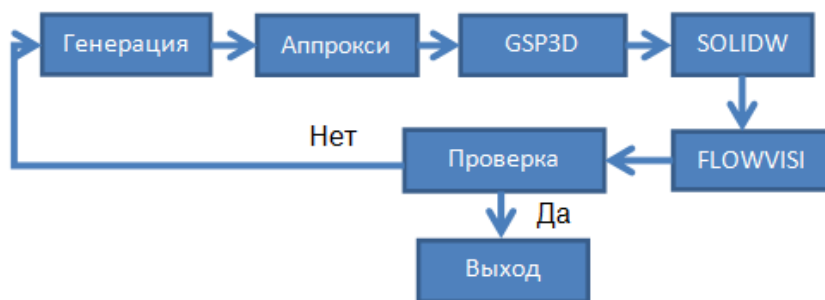 Генерация
Аппрокси
GSP3D
SOLIDW
FLOWVISI
Проверка
Нет
Да
Выход